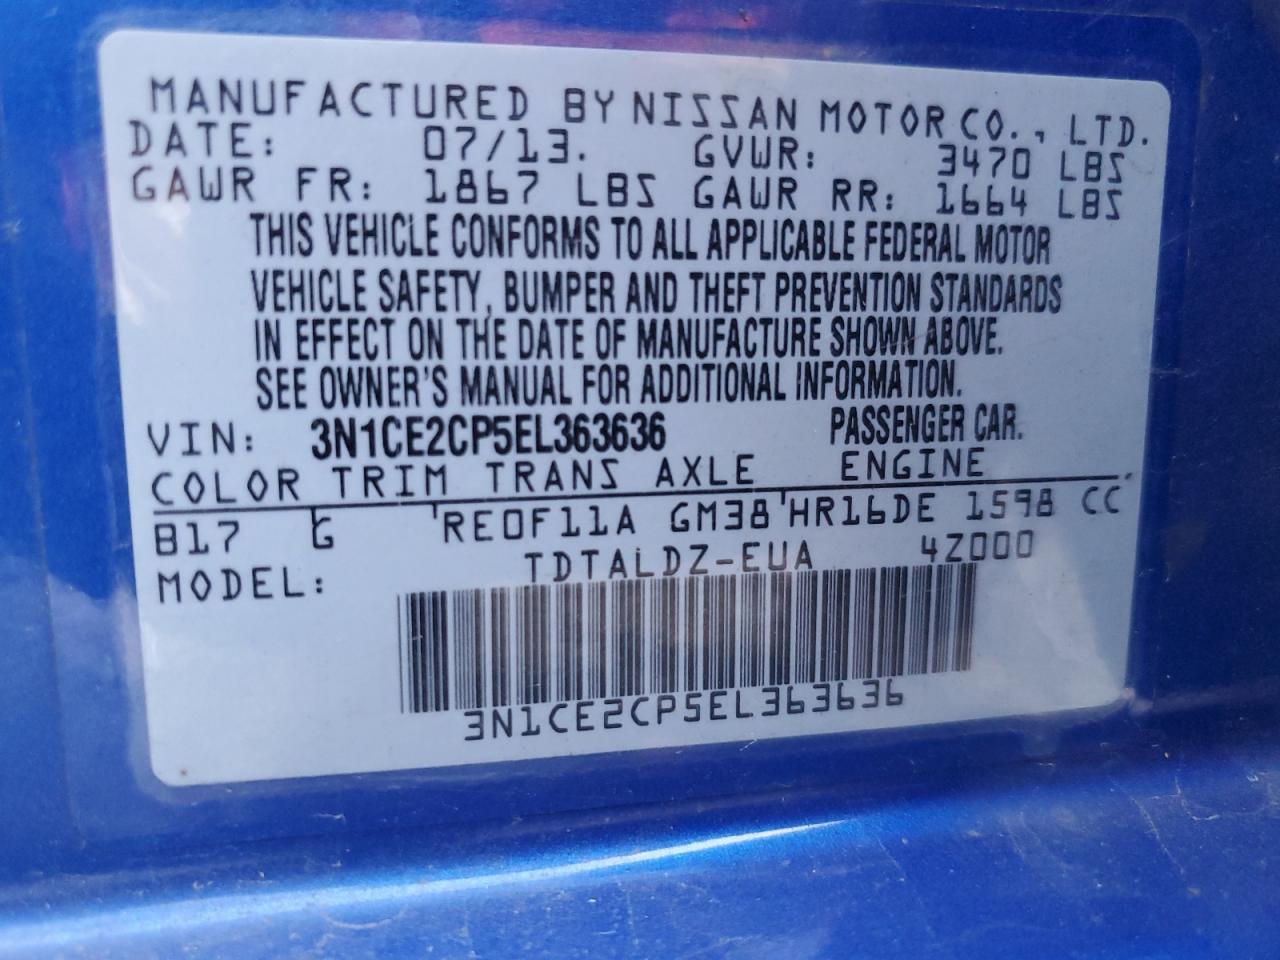 MANUFACTURED BY NISSAN MOTOR CO., LTD.
DATE: 07/13. GVWR: 3470 LBS
GAWR FR: 1867 LBS GAWR RR: 1664 LBS
THIS VEHICLE CONFORMS TO ALL APPLICABLE FEDERAL MOTOR
VEHICLE SAFETY, BUMPER AND THEFT PREVENTION STANDARDS
IN EFFECT ON THE DATE OF MANUFACTURE SHOWN ABOVE.
SEE OWNER'S MANUAL FOR ADDITIONAL INFORMATION.
VIN: 3N1CE2CP5EL363636 PASSENGER CAR.
COLOR TRIM TRANS AXLE ENGINE
B17 G RE0F11A GM38 HR16DE 1598 CC
MODEL: TDTALDZ-EUA 4Z000
3N1CE2CP5EL363636